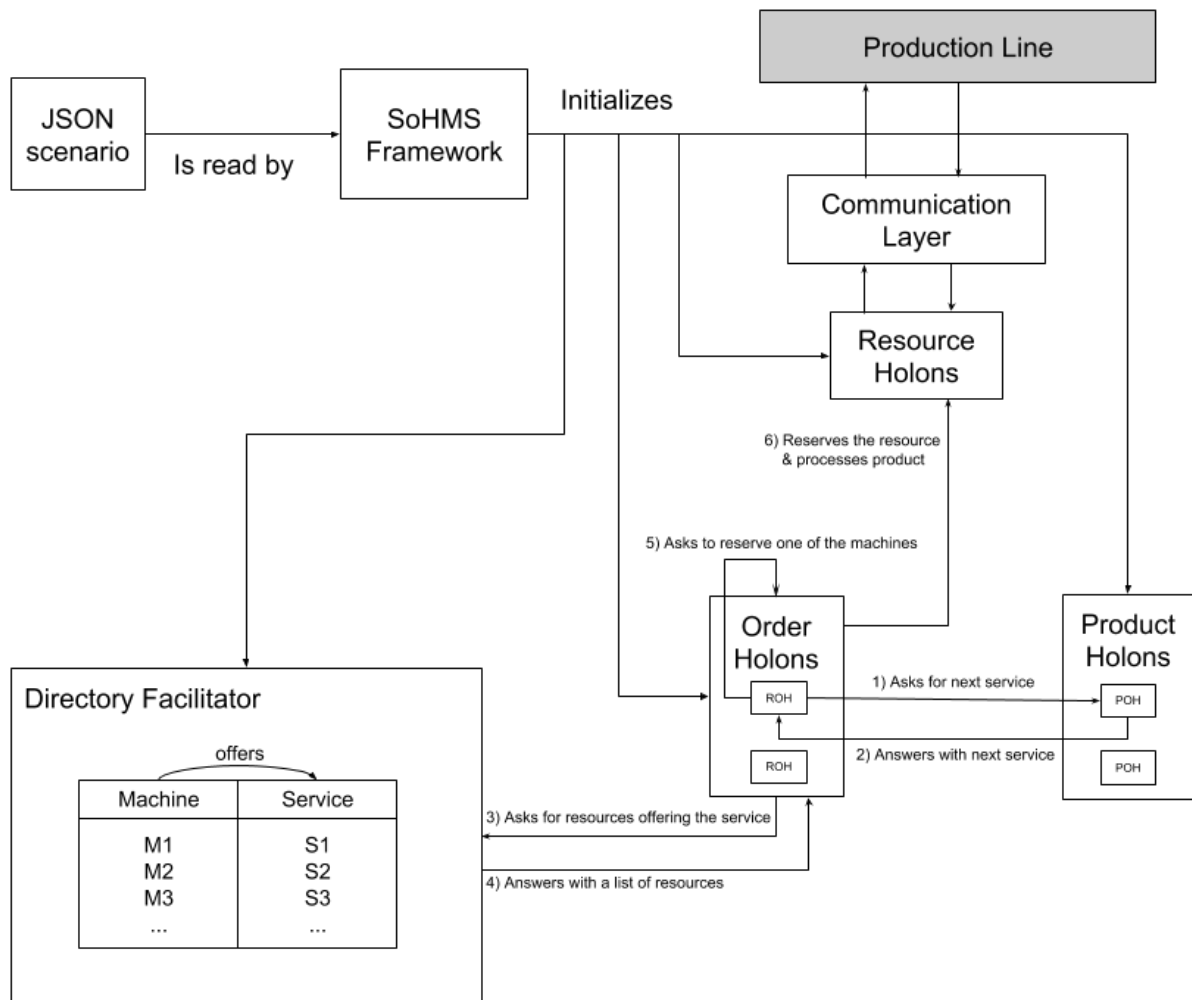 Production Line
JSON
scenario
Is read by
SoHMS
Framework
Initializes
Communication
Layer
Resource
Holons
6) Reserves the resource
& processes product
5) Asks to reserve one of the machines
Order
Holons
ROH
ROH
1) Asks for next service
2) Answers with next service
Product
Holons
POH
POH
Directory Facilitator
offers
Machine Service
M1 S1
M2 S2
M3 S3
... ...
3) Asks for resources offering the service
4) Answers with a list of resources